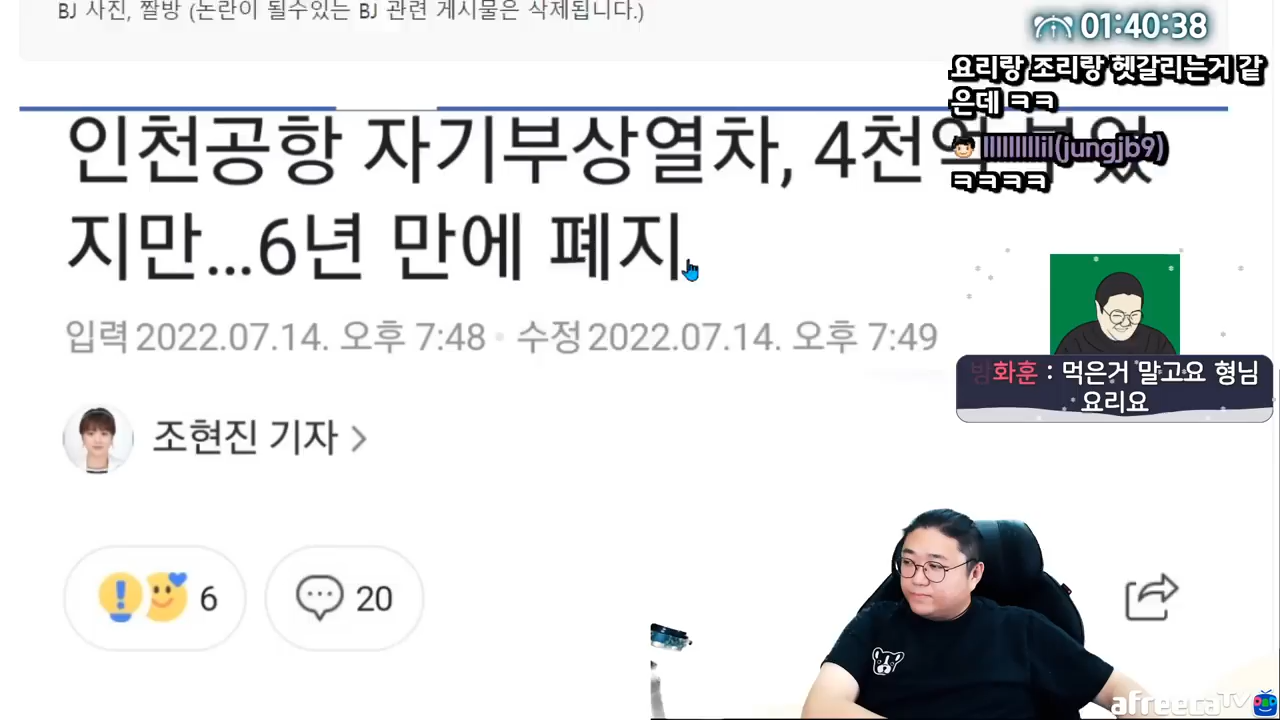 BJ 사진, 짤방 (논란이 될수있는 BJ 관련 게시물은 삭제됩니다.)
01:40:38
요리랑 조리랑 헷갈리는거 같
은데 ㅋㅋ
(jungjb9)
ㅋㅋㅋㅋ
인천공항 자기부상열차, 4천억
지만...6년 만에 폐지
입력 2022.07.14. 오후 7:48 · 수정 2022.07.14. 오후 7:49
방화훈 : 먹은거 말고요 형님
요리요
조현진 기자 >
6
20
afreecaTV